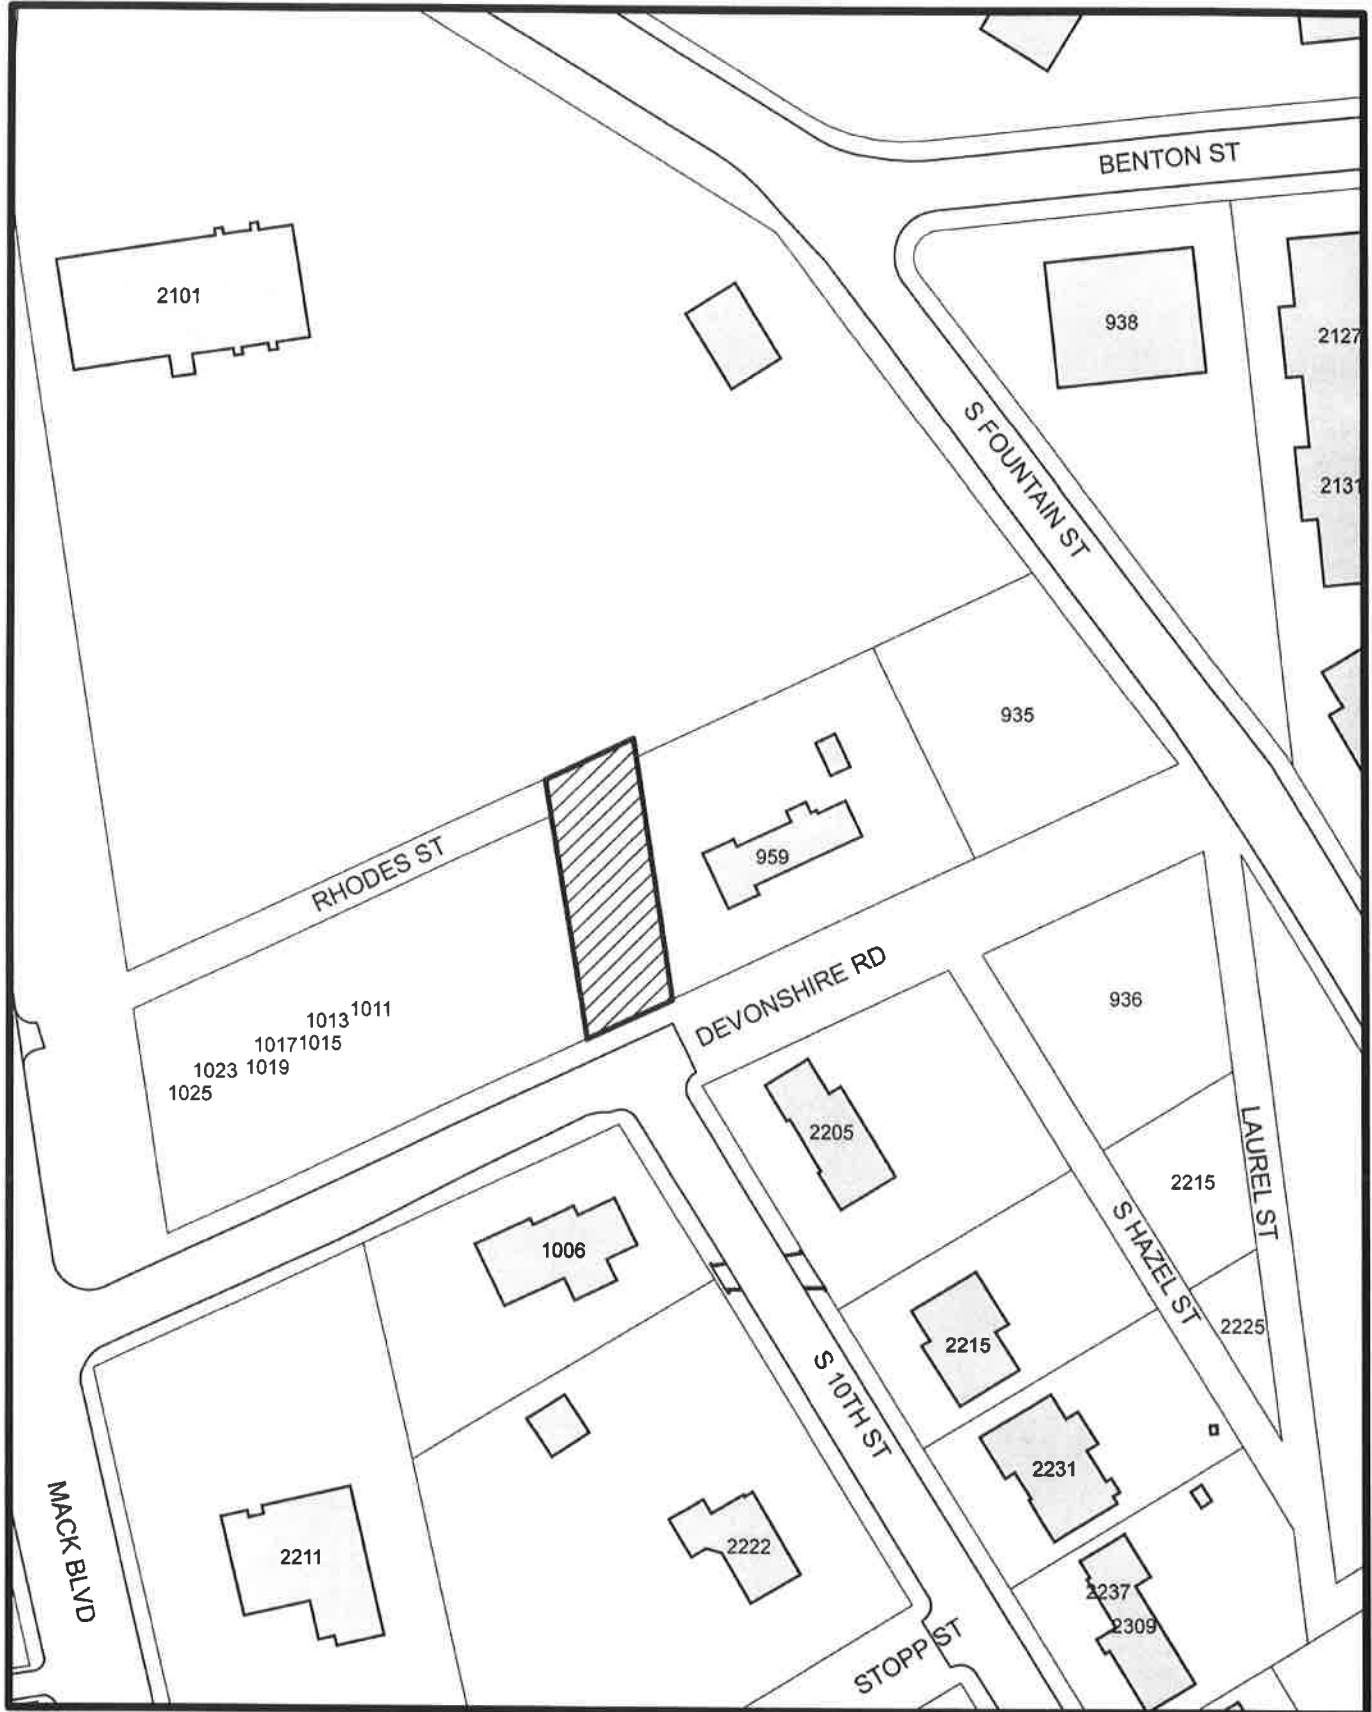 BENTON ST
2101
938
2127
S FOUNTAIN ST
2131
935
959
RHODES ST
DEVONSHIRE RD
1011
1013
1015
1017
1019
1023
1025
936
2205
LAUREL ST
2215
S HAZEL ST
1006
2225
2215
S 10TH ST
2231
MACK BLVD
2211
2222
2237
2309
STOPP ST